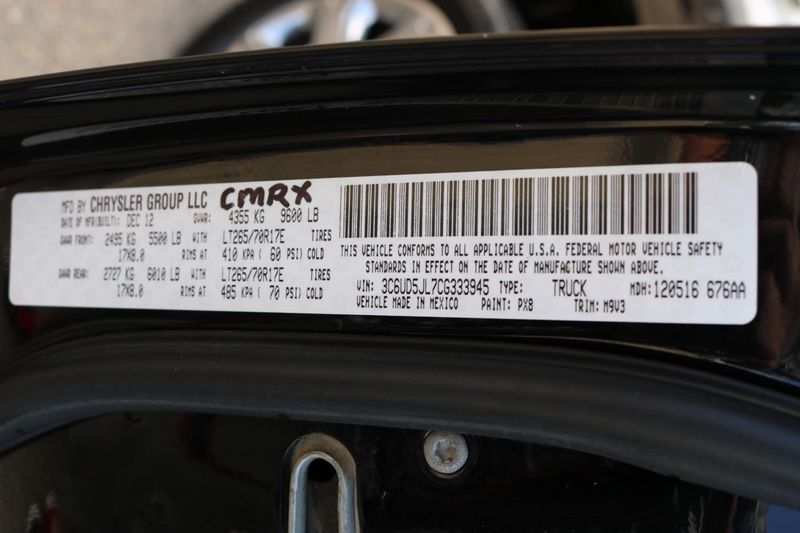 MFD BY CHRYSLER GROUP LLC CMRX
DATE OF MFR(BUILT): DEC 12 GVWR: 4355 KG 9600 LB
GAWR FRONT: 2495 KG 5500 LB WITH LT265/70R17E TIRES
17X8.0 RIMS AT 410 KPA ( 60 PSI) COLD
GAWR REAR: 2727 KG 6010 LB WITH LT265/70R17E TIRES
17X8.0 RIMS AT 485 KPA ( 70 PSI) COLD
THIS VEHICLE CONFORMS TO ALL APPLICABLE U.S.A. FEDERAL MOTOR VEHICLE SAFETY
STANDARDS IN EFFECT ON THE DATE OF MANUFACTURE SHOWN ABOVE.
VIN: 3C6UD5JL7CG333945 TYPE: TRUCK MDH: 120516 676AA
VEHICLE MADE IN MEXICO PAINT: PX8 TRIM: M9V3